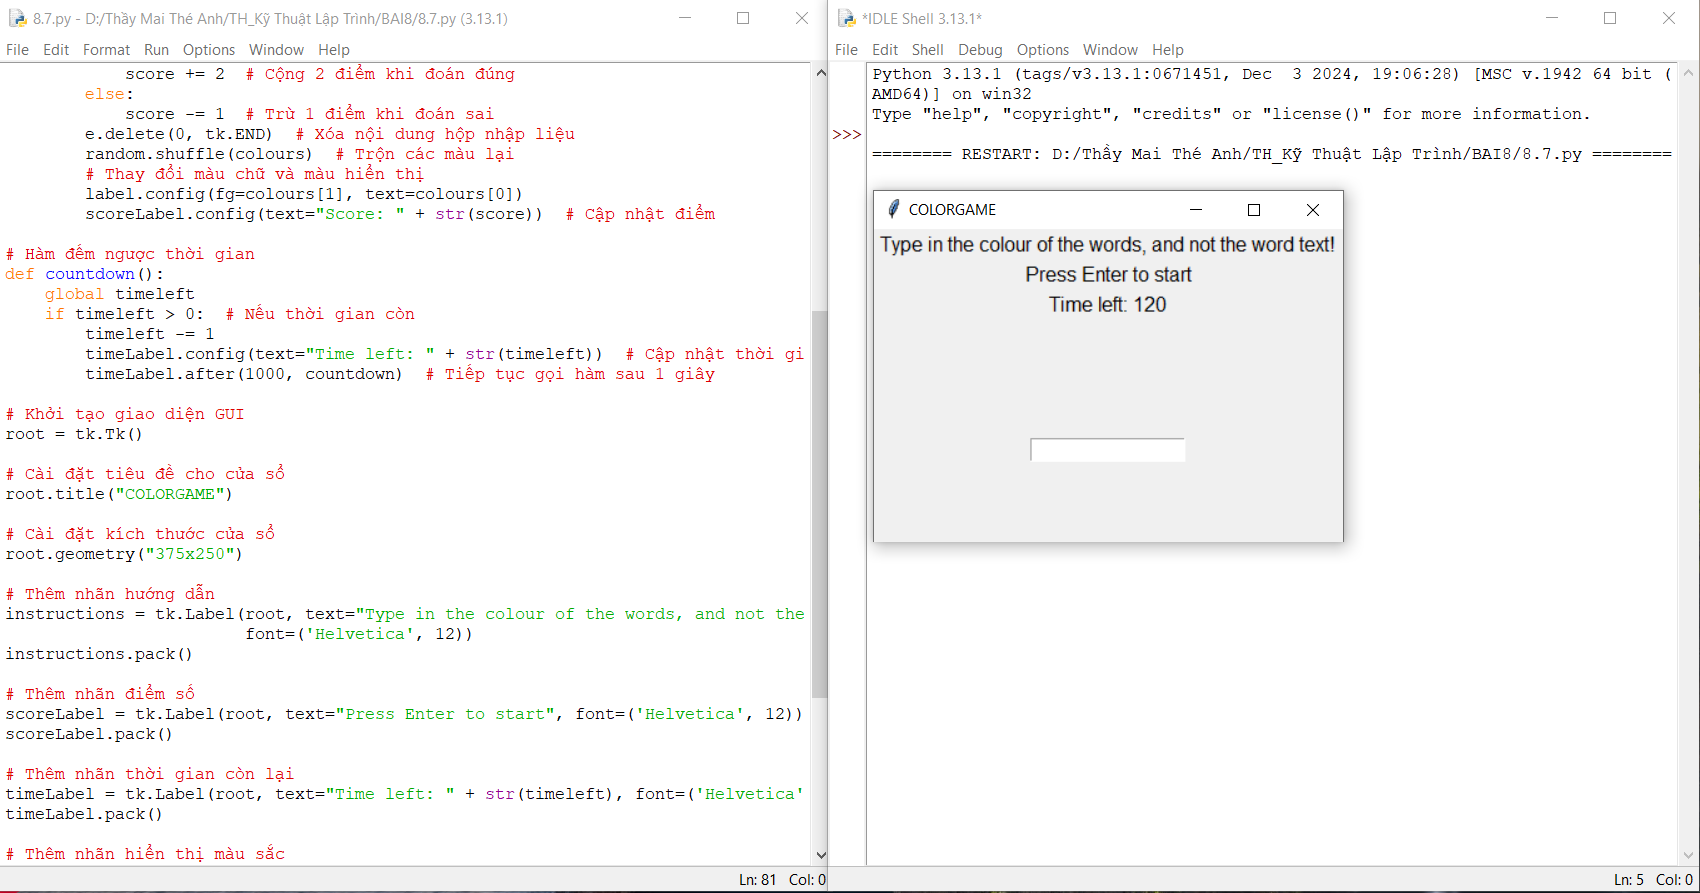 8.7.py - D:/Thầy Mai Thé Anh/TH_Kỹ Thuật Lập Trình/BAI8/8.7.py (3.13.1)
File Edit Format Run Options Window Help
            score += 2  # Cộng 2 điểm khi đoán đúng
        else:
            score -= 1  # Trừ 1 điểm khi đoán sai
        e.delete(0, tk.END)  # Xóa nội dung hộp nhập liệu
        random.shuffle(colours)  # Trộn các màu lại
        # Thay đổi màu chữ và màu hiển thị
        label.config(fg=colours[1], text=colours[0])
        scoreLabel.config(text="Score: " + str(score))  # Cập nhật điểm
# Hàm đếm ngược thời gian
def countdown():
    global timeleft
    if timeleft > 0:  # Nếu thời gian còn
        timeleft -= 1
        timeLabel.config(text="Time left: " + str(timeleft))  # Cập nhật thời gi
        timeLabel.after(1000, countdown)  # Tiếp tục gọi hàm sau 1 giây
# Khởi tạo giao diện GUI
root = tk.Tk()
# Cài đặt tiêu đề cho cửa sổ
root.title("COLORGAME")
# Cài đặt kích thước cửa sổ
root.geometry("375x250")
# Thêm nhãn hướng dẫn
instructions = tk.Label(root, text="Type in the colour of the words, and not the
                        font=('Helvetica', 12))
instructions.pack()
# Thêm nhãn điểm số
scoreLabel = tk.Label(root, text="Press Enter to start", font=('Helvetica', 12))
scoreLabel.pack()
# Thêm nhãn thời gian còn lại
timeLabel = tk.Label(root, text="Time left: " + str(timeleft), font=('Helvetica'
timeLabel.pack()
# Thêm nhãn hiển thị màu sắc
Ln: 81 Col: 0
*IDLE Shell 3.13.1*
File Edit Shell Debug Options Window Help
Python 3.13.1 (tags/v3.13.1:0671451, Dec  3 2024, 19:06:28) [MSC v.1942 64 bit (
AMD64)] on win32
Type "help", "copyright", "credits" or "license()" for more information.
>>>
======== RESTART: D:/Thầy Mai Thé Anh/TH_Kỹ Thuật Lập Trình/BAI8/8.7.py ========
COLORGAME
Type in the colour of the words, and not the word text!
Press Enter to start
Time left: 120
Ln: 5 Col: 0